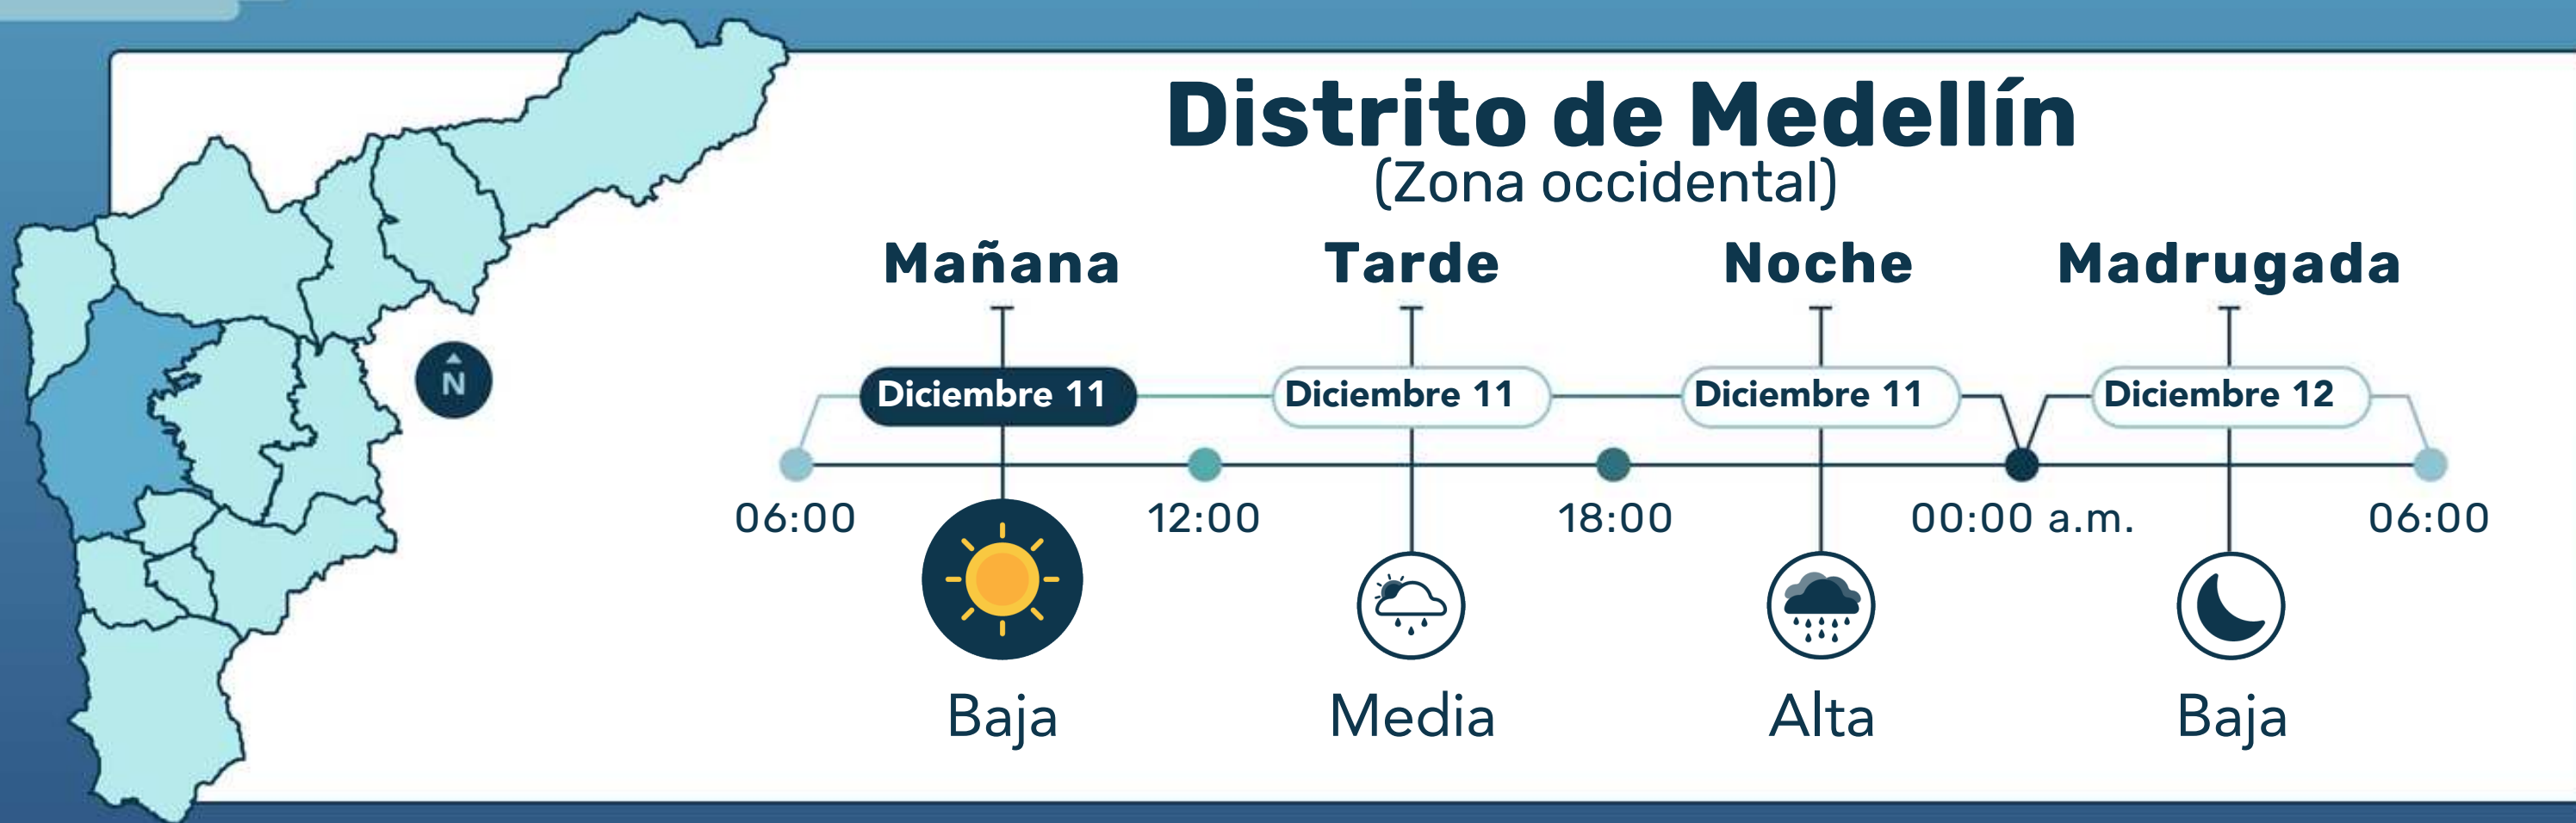 Distrito de Medellín
(Zona occidental)
Mañana Tarde Noche Madrugada
N
Diciembre 11 Diciembre 11 Diciembre 11 Diciembre 12
06:00 12:00 18:00 00:00 a.m. 06:00
Baja Media Alta Baja